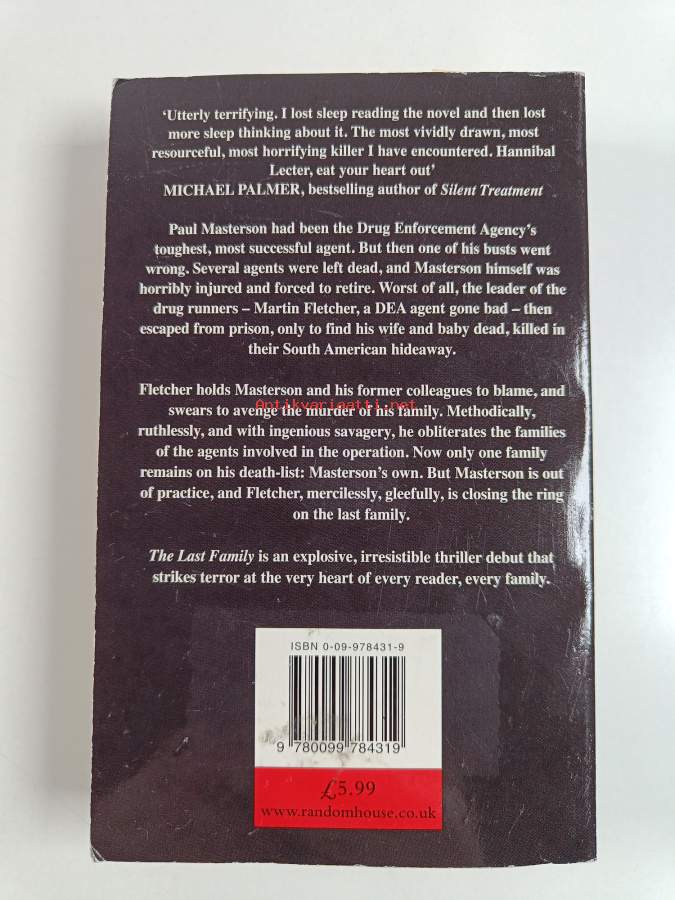 ‘Utterly terrifying. I lost sleep reading the novel and then lost
more sleep thinking about it. The most vividly drawn, most
resourceful, most horrifying killer I have encountered. Hannibal
Lecter, eat your heart out’
MICHAEL PALMER, bestselling author of Silent Treatment
Paul Masterson had been the Drug Enforcement Agency’s
toughest, most successful agent. But then one of his busts went
wrong. Several agents were left dead, and Masterson himself was
horribly injured and forced to retire. Worst of all, the leader of the
drug runners – Martin Fletcher, a DEA agent gone bad – then
escaped from prison, only to find his wife and baby dead, killed in
their South American hideaway.
Fletcher holds Masterson and his former colleagues to blame, and
swears to avenge the murder of his family. Methodically,
Antikvariaatti.net
ruthlessly, and with ingenious savagery, he obliterates the families
of the agents involved in the operation. Now only one family
remains on his death-list: Masterson’s own. But Masterson is out
of practice, and Fletcher, mercilessly, gleefully, is closing the ring
on the last family.
The Last Family is an explosive, irresistible thriller debut that
strikes terror at the very heart of every reader, every family.
ISBN 0-09-978431-9
9 780099 784319
£5.99
www.randomhouse.co.uk